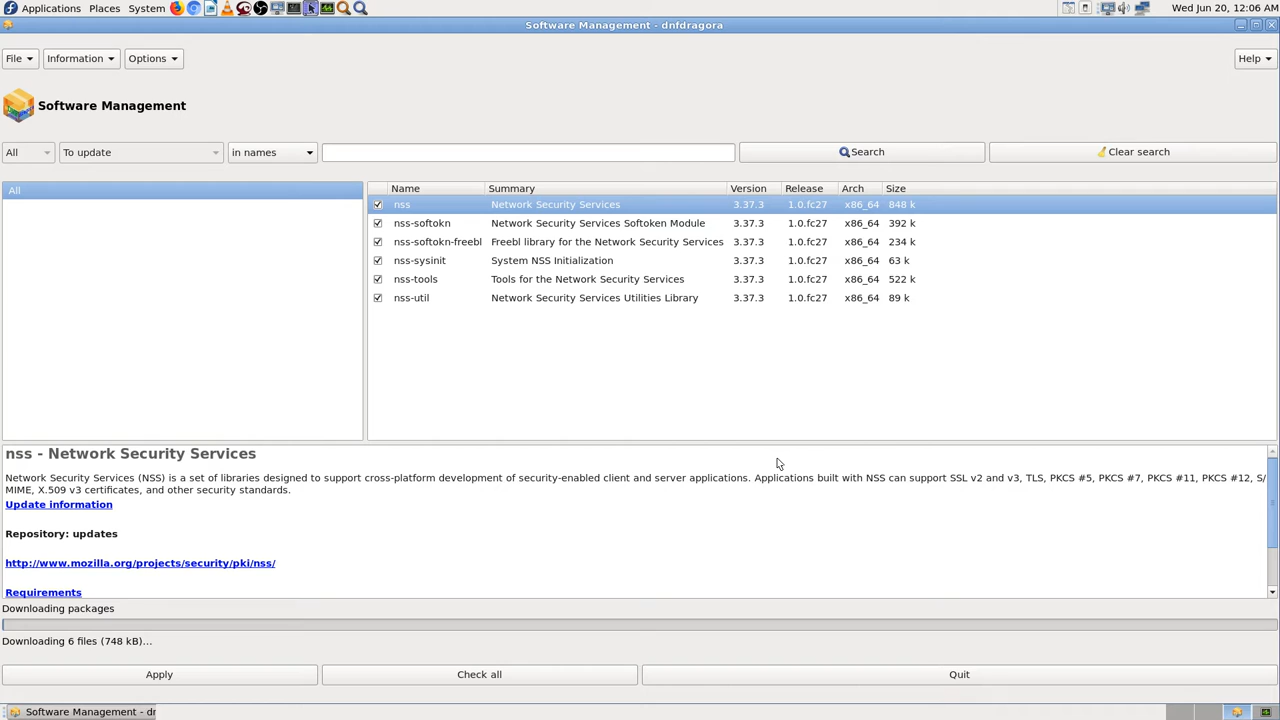 Applications Places System Wed Jun 20, 12:06 AM
Software Management - dnfdragora
File Information Options Help
Software Management
All To update in names Search Clear search
All
Name Summary Version Release Arch Size
nss Network Security Services 3.37.3 1.0.fc27 x86_64 848 k
nss-softokn Network Security Services Softoken Module 3.37.3 1.0.fc27 x86_64 392 k
nss-softokn-freebl Freebl library for the Network Security Services 3.37.3 1.0.fc27 x86_64 234 k
nss-sysinit System NSS Initialization 3.37.3 1.0.fc27 x86_64 63 k
nss-tools Tools for the Network Security Services 3.37.3 1.0.fc27 x86_64 522 k
nss-util Network Security Services Utilities Library 3.37.3 1.0.fc27 x86_64 89 k
nss - Network Security Services
Network Security Services (NSS) is a set of libraries designed to support cross-platform development of security-enabled client and server applications. Applications built with NSS can support SSL v2 and v3, TLS, PKCS #5, PKCS #7, PKCS #11, PKCS #12, S/
MIME, X.509 v3 certificates, and other security standards.
Update information
Repository: updates
http://www.mozilla.org/projects/security/pki/nss/
Requirements
Downloading packages
Downloading 6 files (748 kB)...
Apply Check all Quit
Software Management - dr